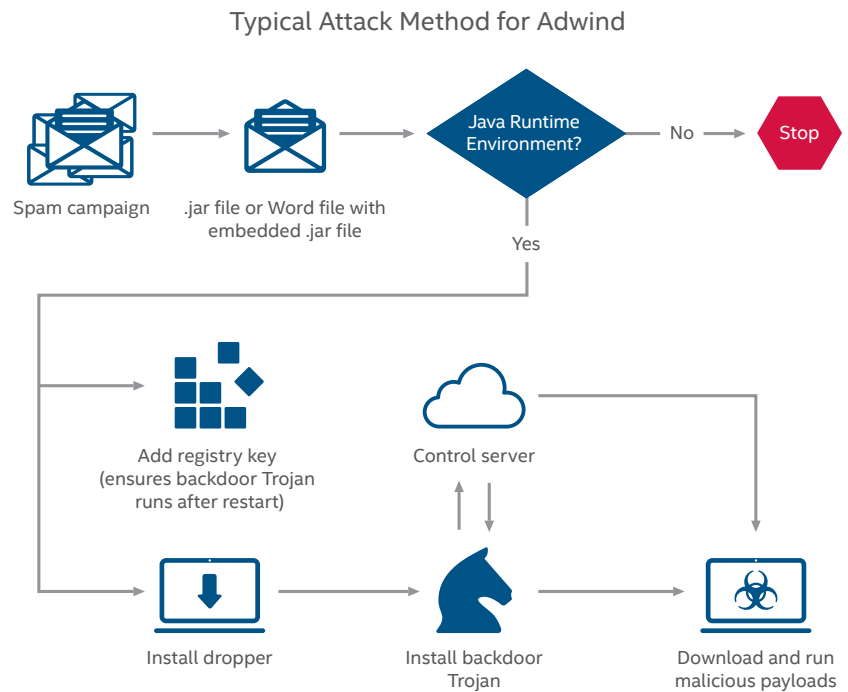 Typical Attack Method for Adwind
Java Runtime
Environment?
No
Stop
Spam campaign
.jar file or Word file with
embedded .jar file
Yes
Add registry key
(ensures backdoor Trojan
runs after restart)
Control server
Install dropper
Install backdoor
Trojan
Download and run
malicious payloads